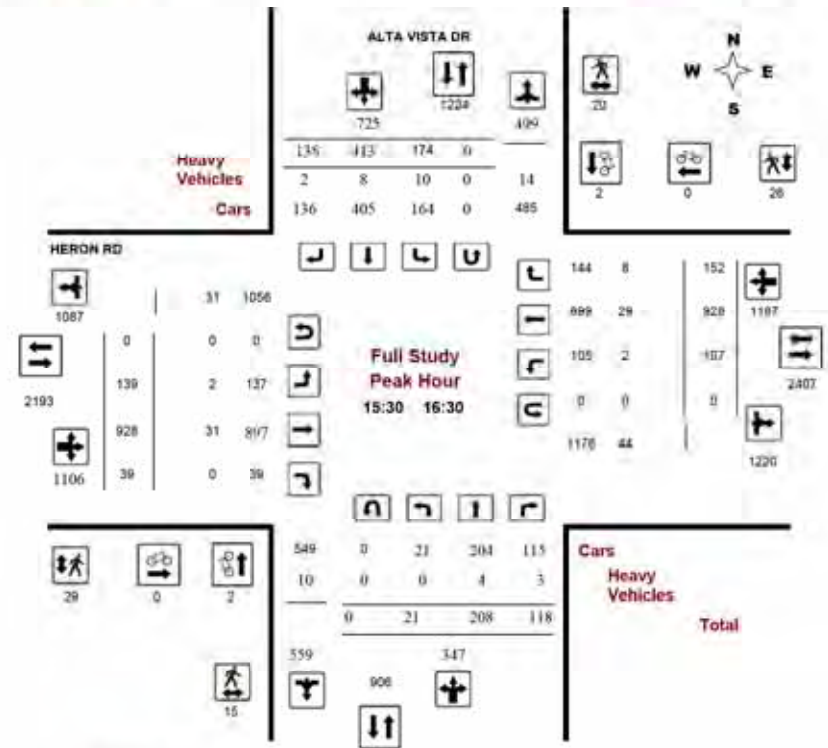 ALTA VISTA DR
N
W E
S
1224
20
725 499
138 413 174 0
Heavy
Vehicles 2 8 10 0 14
Cars 136 405 164 0 485
2 0 26
HERON RD
144 8 152
31 1056
1087
899 29 928 1187
0 0 0
Full Study
Peak Hour
15:30 16:30
105 2 107
2407
139 2 137
2193
0 0 0
928 31 897
1176 44
1220
1106 39 0 39
549 0 21 204 115 Cars
10 0 0 4 3 Heavy
Vehicles
29 0 2
0 21 208 118 Total
559 347
906
15